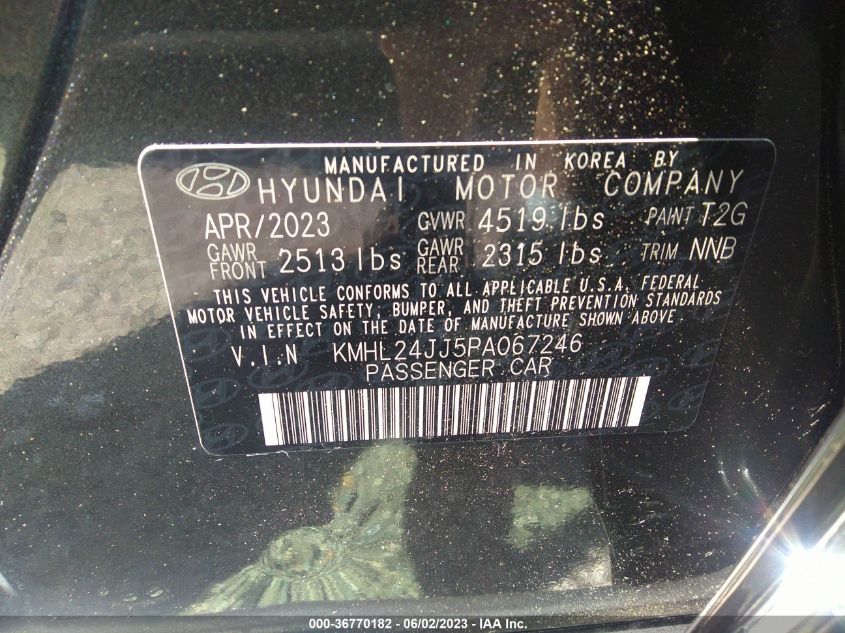 MANUFACTURED IN KOREA BY
HYUNDAI MOTOR COMPANY
APR/2023 GVWR 4519 lbs PAINT T2G
GAWR FRONT 2513 lbs GAWR REAR 2315 lbs TRIM NNB
THIS VEHICLE CONFORMS TO ALL APPLICABLE U.S.A. FEDERAL
MOTOR VEHICLE SAFETY, BUMPER, AND THEFT PREVENTION STANDARDS
IN EFFECT ON THE DATE OF MANUFACTURE SHOWN ABOVE
V.I.N KMHL24JJ5PA067246
PASSENGER CAR
000-36770182 - 06/02/2023 - © IAA Inc.